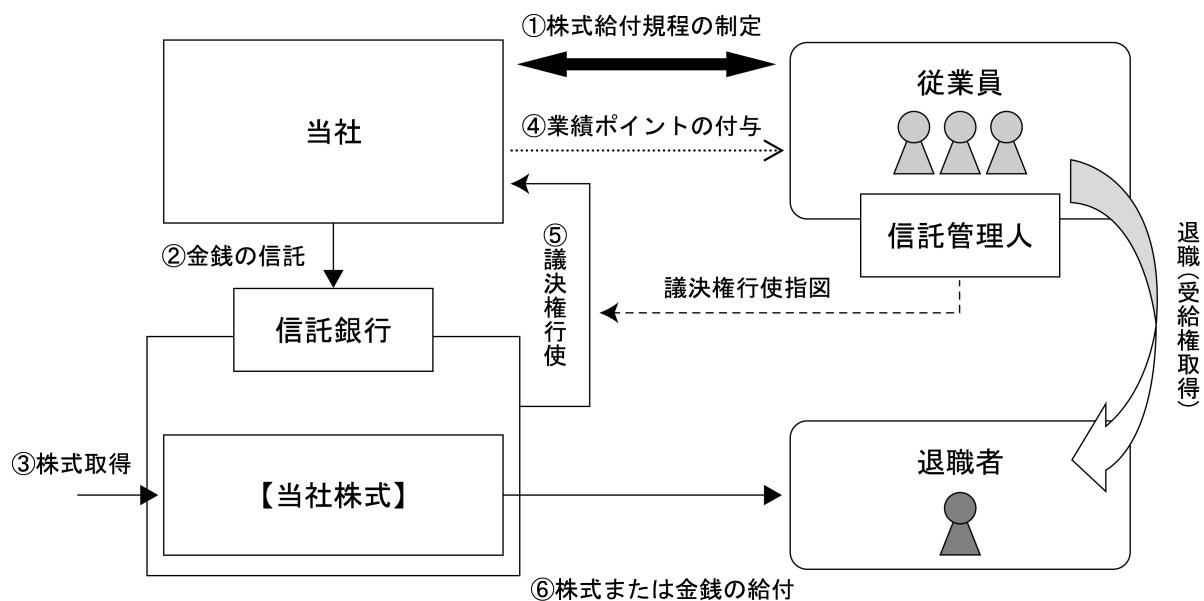 ①株式給付規程の制定
当社
従業員
④業績ポイントの付与
信託管理人
②金銭の信託
⑤議決権行使
議決権行使指図
退職(受給権取得)
信託銀行
③株式取得
【当社株式】
退職者
⑥株式または金銭の給付